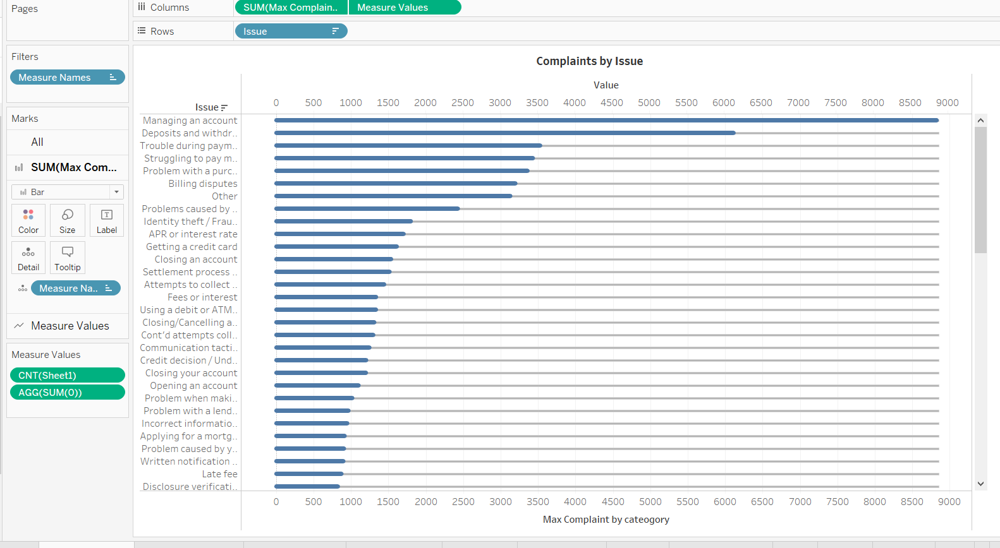 Pages
Columns
SUM(Max Complain..
Measure Values
Rows
Issue
Filters
Measure Names
Marks
All
SUM(Max Com...
Bar
Color
Size
T
Label
Detail
Tooltip
Measure Na..
Measure Values
Measure Values
CNT(Sheet1)
AGG(SUM(0))
Complaints by Issue
Value
0 500 1000 1500 2000 2500 3000 3500 4000 4500 5000 5500 6000 6500 7000 7500 8000 8500 9000
Issue
Managing an account
Deposits and withdr..
Trouble during paym..
Struggling to pay m..
Problem with a purc..
Billing disputes
Other
Problems caused by ..
Identity theft / Frau..
APR or interest rate
Getting a credit card
Closing an account
Settlement process ..
Attempts to collect ..
Fees or interest
Using a debit or ATM..
Closing/Cancelling a..
Cont'd attempts coll..
Communication tacti..
Credit decision / Und..
Closing your account
Opening an account
Problem when maki..
Problem with a lend..
Incorrect informatio..
Applying for a mortg..
Problem caused by y..
Written notification ..
Late fee
Disclosure verificati..
0 500 1000 1500 2000 2500 3000 3500 4000 4500 5000 5500 6000 6500 7000 7500 8000 8500 9000
Max Complaint by cateogory